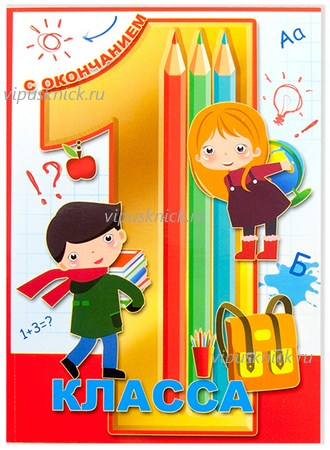 С ОКОНЧАНИЕМ
Аа
vipusknick.ru
!?
1
vipusknick.ru
Б
1+3=?
vipusknick.ru
КЛАССА